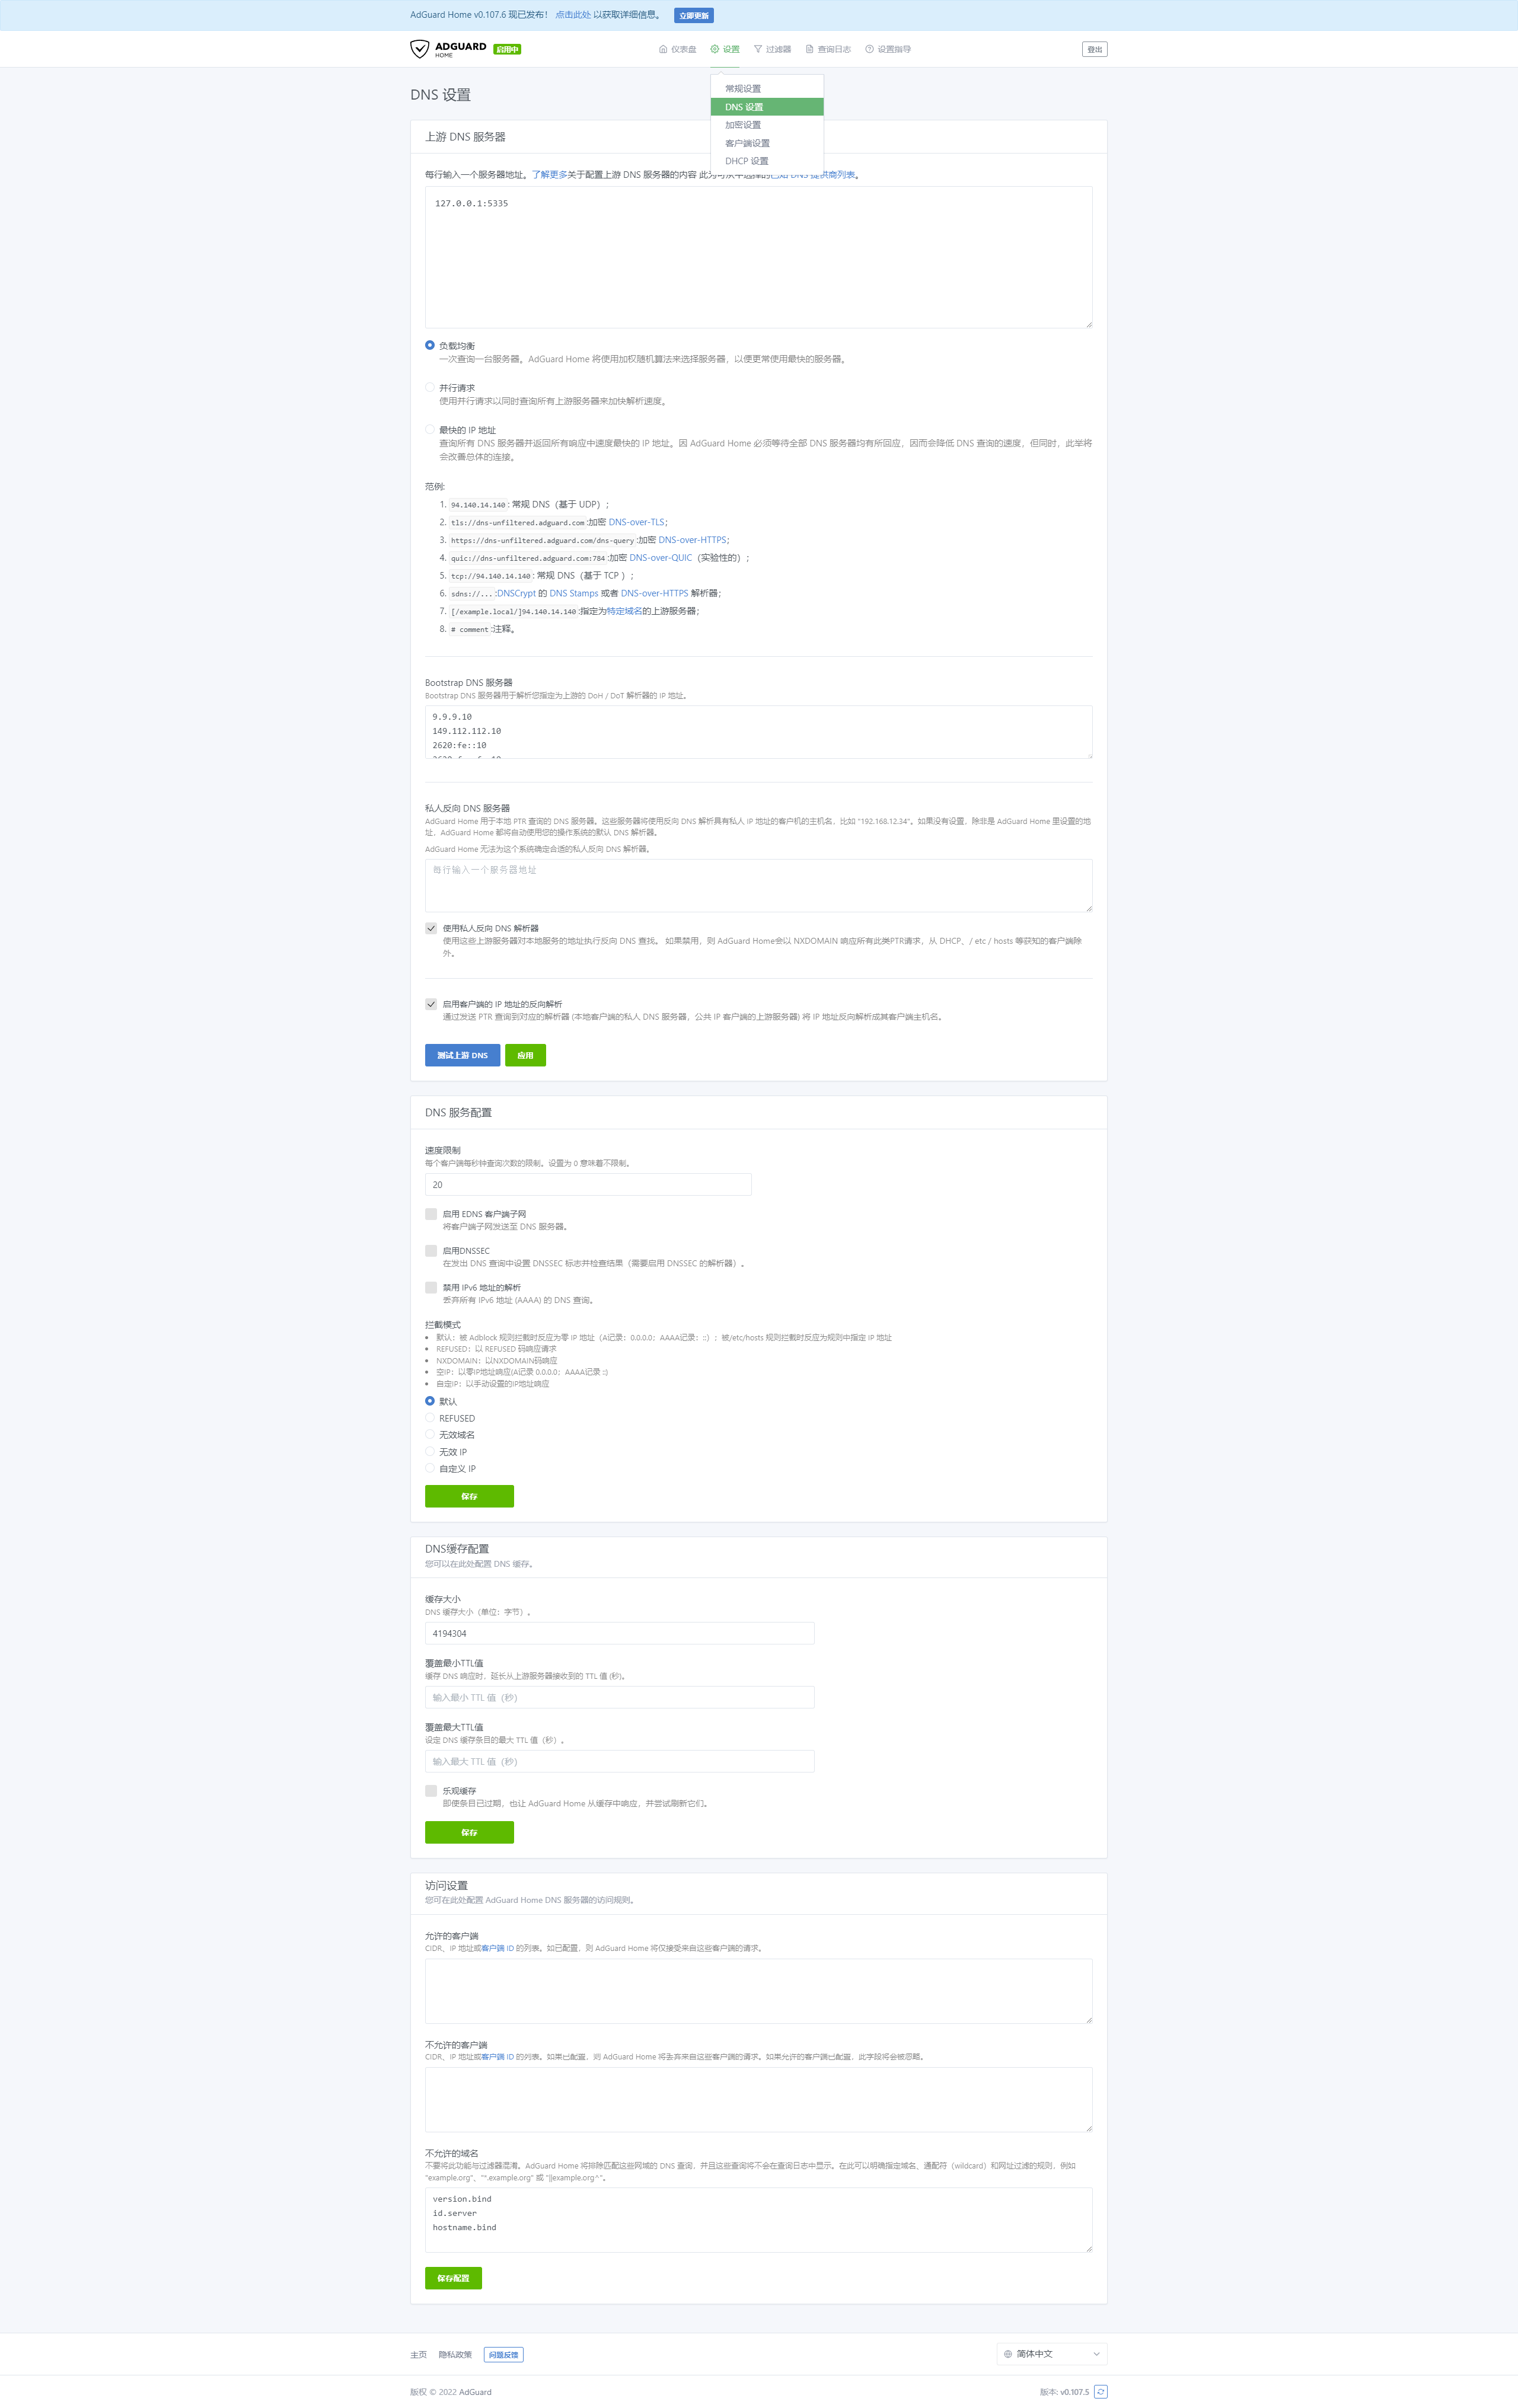 AdGuard Home v0.107.6 现已发布! 点击此处 以获取详细信息。 立即更新
ADGUARD HOME 启用中 仪表盘 设置 过滤器 查询日志 设置指导 登出
常规设置
DNS 设置
加密设置
客户端设置
DHCP 设置
DNS 设置
上游 DNS 服务器
每行输入一个服务器地址。了解更多关于配置上游 DNS 服务器的内容 此为可从中选择的已知 DNS 提供商列表。
127.0.0.1:5335
负载均衡
一次查询一台服务器。AdGuard Home 将使用加权随机算法来选择服务器，以便更常使用最快的服务器。
并行请求
使用并行请求以同时查询所有上游服务器来加快解析速度。
最快的 IP 地址
查询所有 DNS 服务器并返回所有响应中速度最快的 IP 地址。因 AdGuard Home 必须等待全部 DNS 服务器均有所回应，因而会降低 DNS 查询的速度，但同时，此举将
会改善总体的连接。
范例:
1. 94.140.14.140: 常规 DNS（基于 UDP）;
2. tls://dns-unfiltered.adguard.com:加密 DNS-over-TLS;
3. https://dns-unfiltered.adguard.com/dns-query:加密 DNS-over-HTTPS;
4. quic://dns-unfiltered.adguard.com:784:加密 DNS-over-QUIC（实验性的）;
5. tcp://94.140.14.140: 常规 DNS（基于 TCP ）;
6. sdns://...:DNSCrypt 的 DNS Stamps 或者 DNS-over-HTTPS 解析器;
7. [/example.local/]94.140.14.140:指定为特定域名的上游服务器;
8. # comment:注释。
Bootstrap DNS 服务器
Bootstrap DNS 服务器用于解析您指定为上游的 DoH / DoT 解析器的 IP 地址。
9.9.9.10
149.112.112.10
2620:fe::10
私人反向 DNS 服务器
AdGuard Home 用于本地 PTR 查询的 DNS 服务器。这些服务器将使用反向 DNS 解析具有私人 IP 地址的客户机的主机名，比如 "192.168.12.34"。如果没有设置，除非是 AdGuard Home 里设置的地
址，AdGuard Home 都将自动使用您的操作系统的默认 DNS 解析器。
AdGuard Home 无法为这个系统确定合适的私人反向 DNS 解析器。
每行输入一个服务器地址
使用私人反向 DNS 解析器
使用这些上游服务器对本地服务的地址执行反向 DNS 查找。 如果禁用，则 AdGuard Home会以 NXDOMAIN 响应所有此类PTR请求，从 DHCP、/ etc / hosts 等获知的客户端除
外。
启用客户端的 IP 地址的反向解析
通过发送 PTR 查询到对应的解析器 (本地客户端的私人 DNS 服务器，公共 IP 客户端的上游服务器) 将 IP 地址反向解析成其客户端主机名。
测试上游 DNS 应用
DNS 服务配置
速度限制
每个客户端每秒钟查询次数的限制。设置为 0 意味着不限制。
20
启用 EDNS 客户端子网
将客户端子网发送至 DNS 服务器。
启用DNSSEC
在发出 DNS 查询中设置 DNSSEC 标志并检查结果（需要启用 DNSSEC 的解析器）。
禁用 IPv6 地址的解析
丢弃所有 IPv6 地址 (AAAA) 的 DNS 查询。
拦截模式
• 默认：被 Adblock 规则拦截时反应为零 IP 地址（A记录：0.0.0.0；AAAA记录：::）；被/etc/hosts 规则拦截时反应为规则中指定 IP 地址
• REFUSED：以 REFUSED 码响应请求
• NXDOMAIN：以NXDOMAIN码响应
• 空IP：以零IP地址响应(A记录 0.0.0.0；AAAA记录 ::)
• 自定IP：以手动设置的IP地址响应
默认
REFUSED
无效域名
无效 IP
自定义 IP
保存
DNS缓存配置
您可以在此处配置 DNS 缓存。
缓存大小
DNS 缓存大小（单位：字节）。
4194304
覆盖最小TTL值
缓存 DNS 响应时，延长从上游服务器接收到的 TTL 值 (秒)。
输入最小 TTL 值（秒）
覆盖最大TTL值
设定 DNS 缓存条目的最大 TTL 值（秒）。
输入最大 TTL 值（秒）
乐观缓存
即使条目已过期，也让 AdGuard Home 从缓存中响应，并尝试刷新它们。
保存
访问设置
您可在此处配置 AdGuard Home DNS 服务器的访问规则。
允许的客户端
CIDR、IP 地址或客户端 ID 的列表。如已配置，则 AdGuard Home 将仅接受来自这些客户端的请求。
不允许的客户端
CIDR、IP 地址或客户端 ID 的列表。如果已配置，则 AdGuard Home 将丢弃来自这些客户端的请求。如果允许的客户端已配置，此字段将会被忽略。
不允许的域名
不要将此功能与过滤器混淆。AdGuard Home 将排除匹配这些网域的 DNS 查询，并且这些查询将不会在查询日志中显示。在此可以明确指定域名、通配符（wildcard）和网址过滤的规则，例如
"example.org"、"*.example.org" 或 "||example.org^"。
version.bind
id.server
hostname.bind
保存配置
主页 隐私政策 问题反馈 简体中文
版权 © 2022 AdGuard 版本: v0.107.5